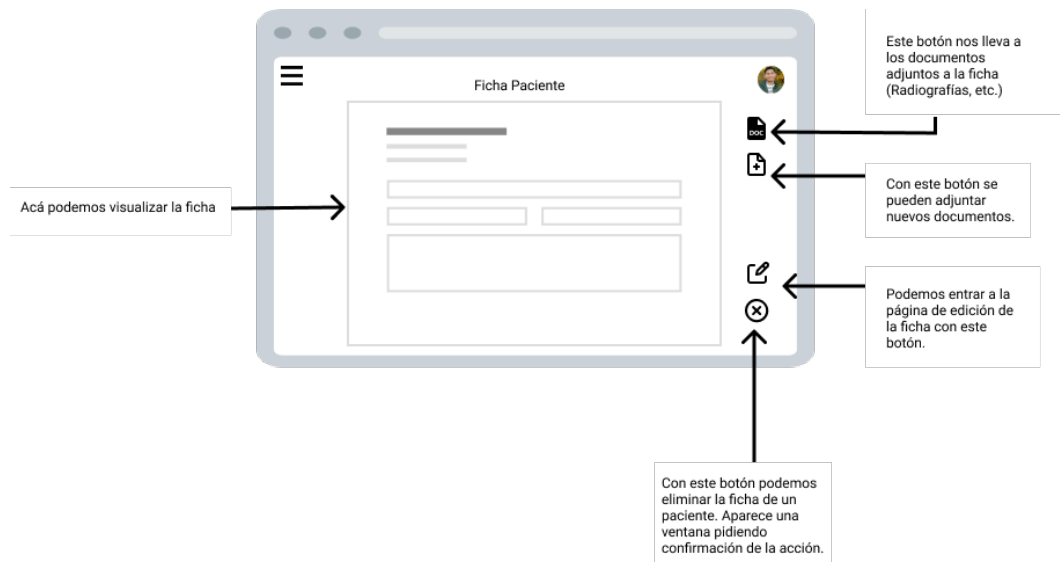 Este botón nos lleva a
los documentos
adjuntos a la ficha
(Radiografías, etc.)
Ficha Paciente
DOC
Con este botón se
pueden adjuntar
nuevos documentos.
Acá podemos visualizar la ficha
Podemos entrar a la
página de edición de
la ficha con este
botón.
Con este botón podemos
eliminar la ficha de un
paciente. Aparece una
ventana pidiendo
confirmación de la acción.